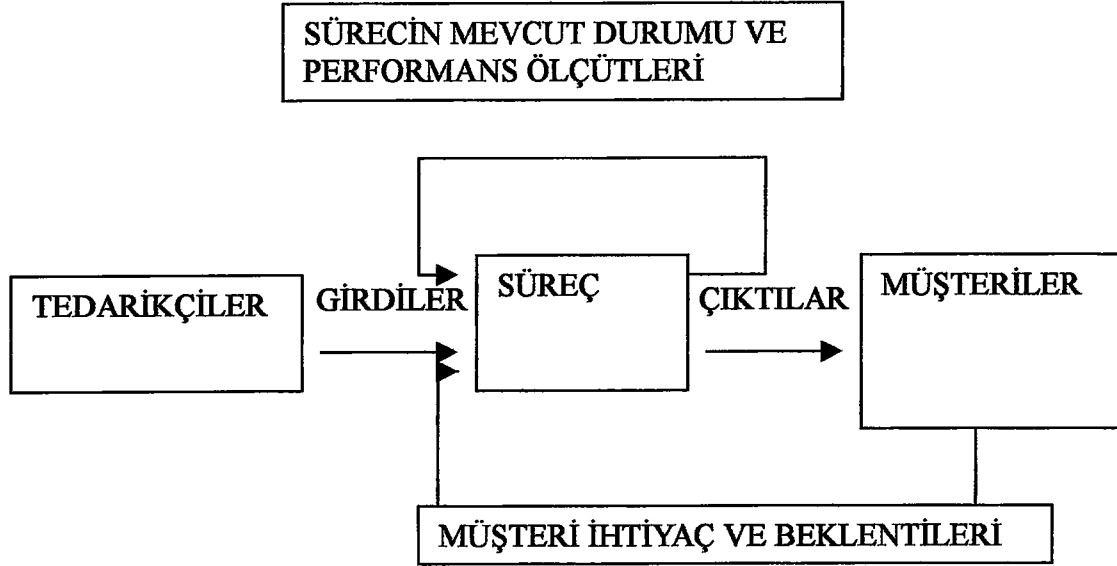 SÜRECİN MEVCUT DURUMU VE
PERFORMANS ÖLÇÜTLERİ
TEDARİKÇİLER
GİRDİLER
SÜREÇ
ÇIKTILAR
MÜŞTERİLER
MÜŞTERİ İHTİYAÇ VE BEKLENTİLERİ